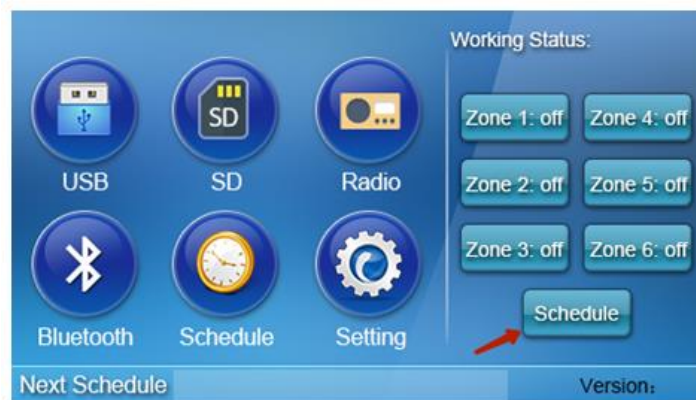 Working Status:
Zone 1: off
Zone 4: off
SD
USB
SD
Radio
Zone 2: off
Zone 5: off
Zone 3: off
Zone 6: off
Schedule
Bluetooth
Schedule
Setting
Next Schedule
Version: